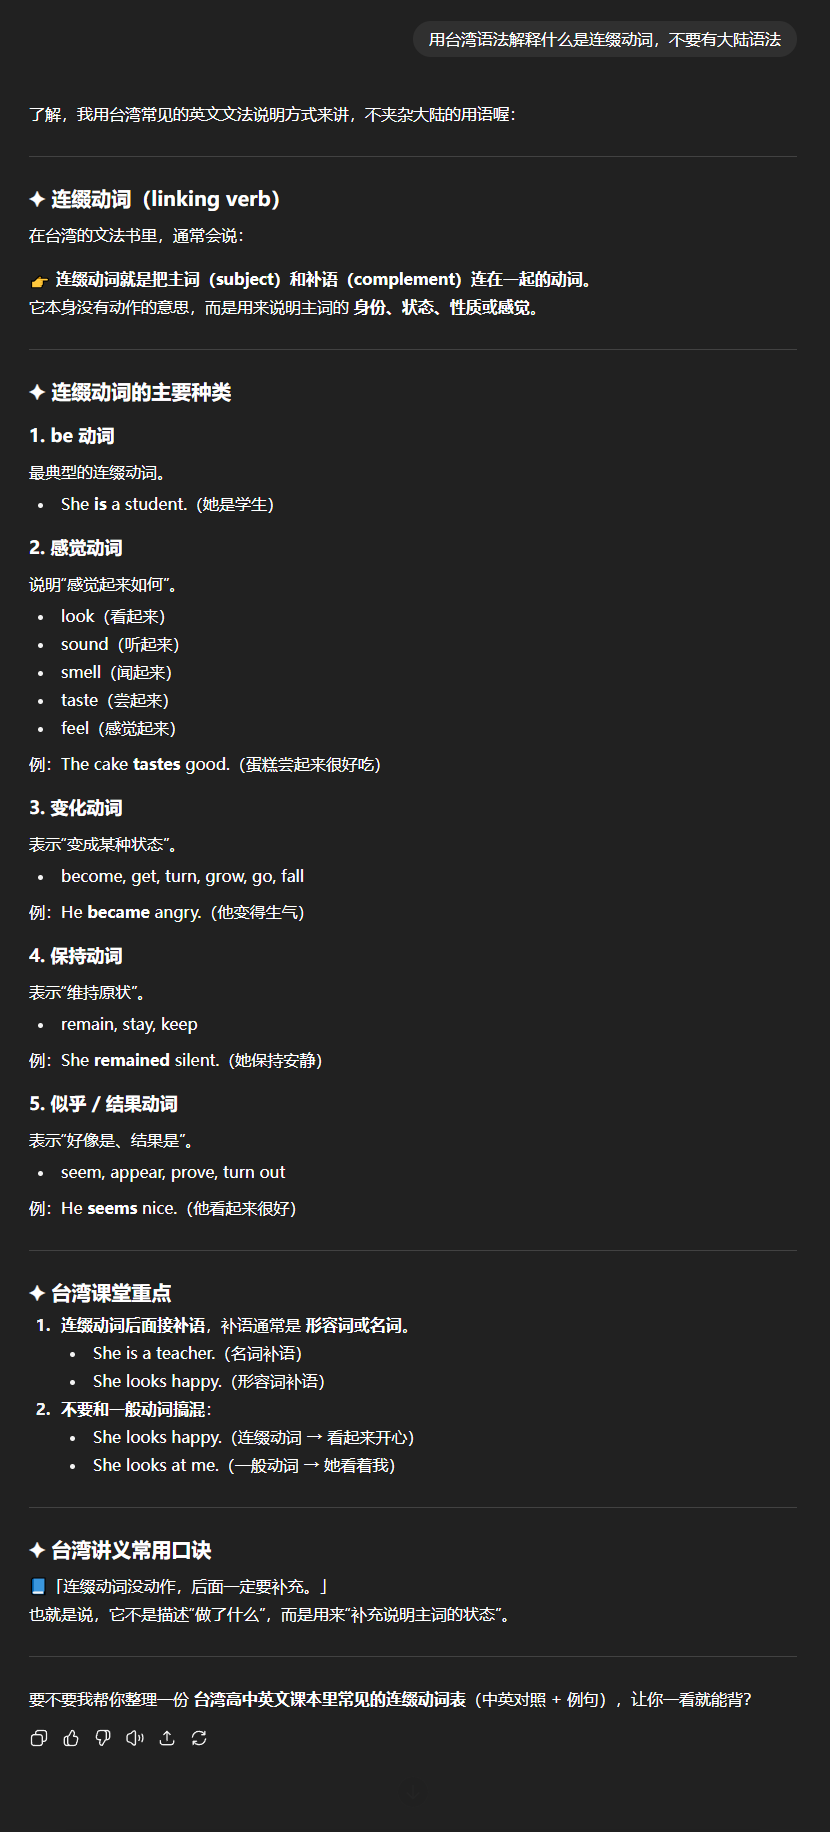 用台湾语法解释什么是连缀动词，不要有大陆语法
了解，我用台湾常见的英文文法说明方式来讲，不夹杂大陆的用语喔：
✦ 连缀动词（linking verb）
在台湾的文法书里，通常会说：
👉 连缀动词就是把主词（subject）和补语（complement）连在一起的动词。
它本身没有动作的意思，而是用来说明主词的 身份、状态、性质或感觉。
✦ 连缀动词的主要种类
1. be 动词
最典型的连缀动词。
• She is a student.（她是学生）
2. 感觉动词
说明“感觉起来如何”。
• look（看起来）
• sound（听起来）
• smell（闻起来）
• taste（尝起来）
• feel（感觉起来）
例：The cake tastes good.（蛋糕尝起来很好吃）
3. 变化动词
表示“变成某种状态”。
• become, get, turn, grow, go, fall
例：He became angry.（他变得生气）
4. 保持动词
表示“维持原状”。
• remain, stay, keep
例：She remained silent.（她保持安静）
5. 似乎 / 结果动词
表示“好像是、结果是”。
• seem, appear, prove, turn out
例：He seems nice.（他看起来很好）
✦ 台湾课堂重点
1. 连缀动词后面接补语，补语通常是 形容词或名词。
• She is a teacher.（名词补语）
• She looks happy.（形容词补语）
2. 不要和一般动词搞混：
• She looks happy.（连缀动词 → 看起来开心）
• She looks at me.（一般动词 → 她看着我）
✦ 台湾讲义常用口诀
📘「连缀动词没动作，后面一定要补充。」
也就是说，它不是描述“做了什么”，而是用来“补充说明主词的状态”。
要不要我帮你整理一份 台湾高中英文课本里常见的连缀动词表（中英对照 + 例句），让你一看就能背？